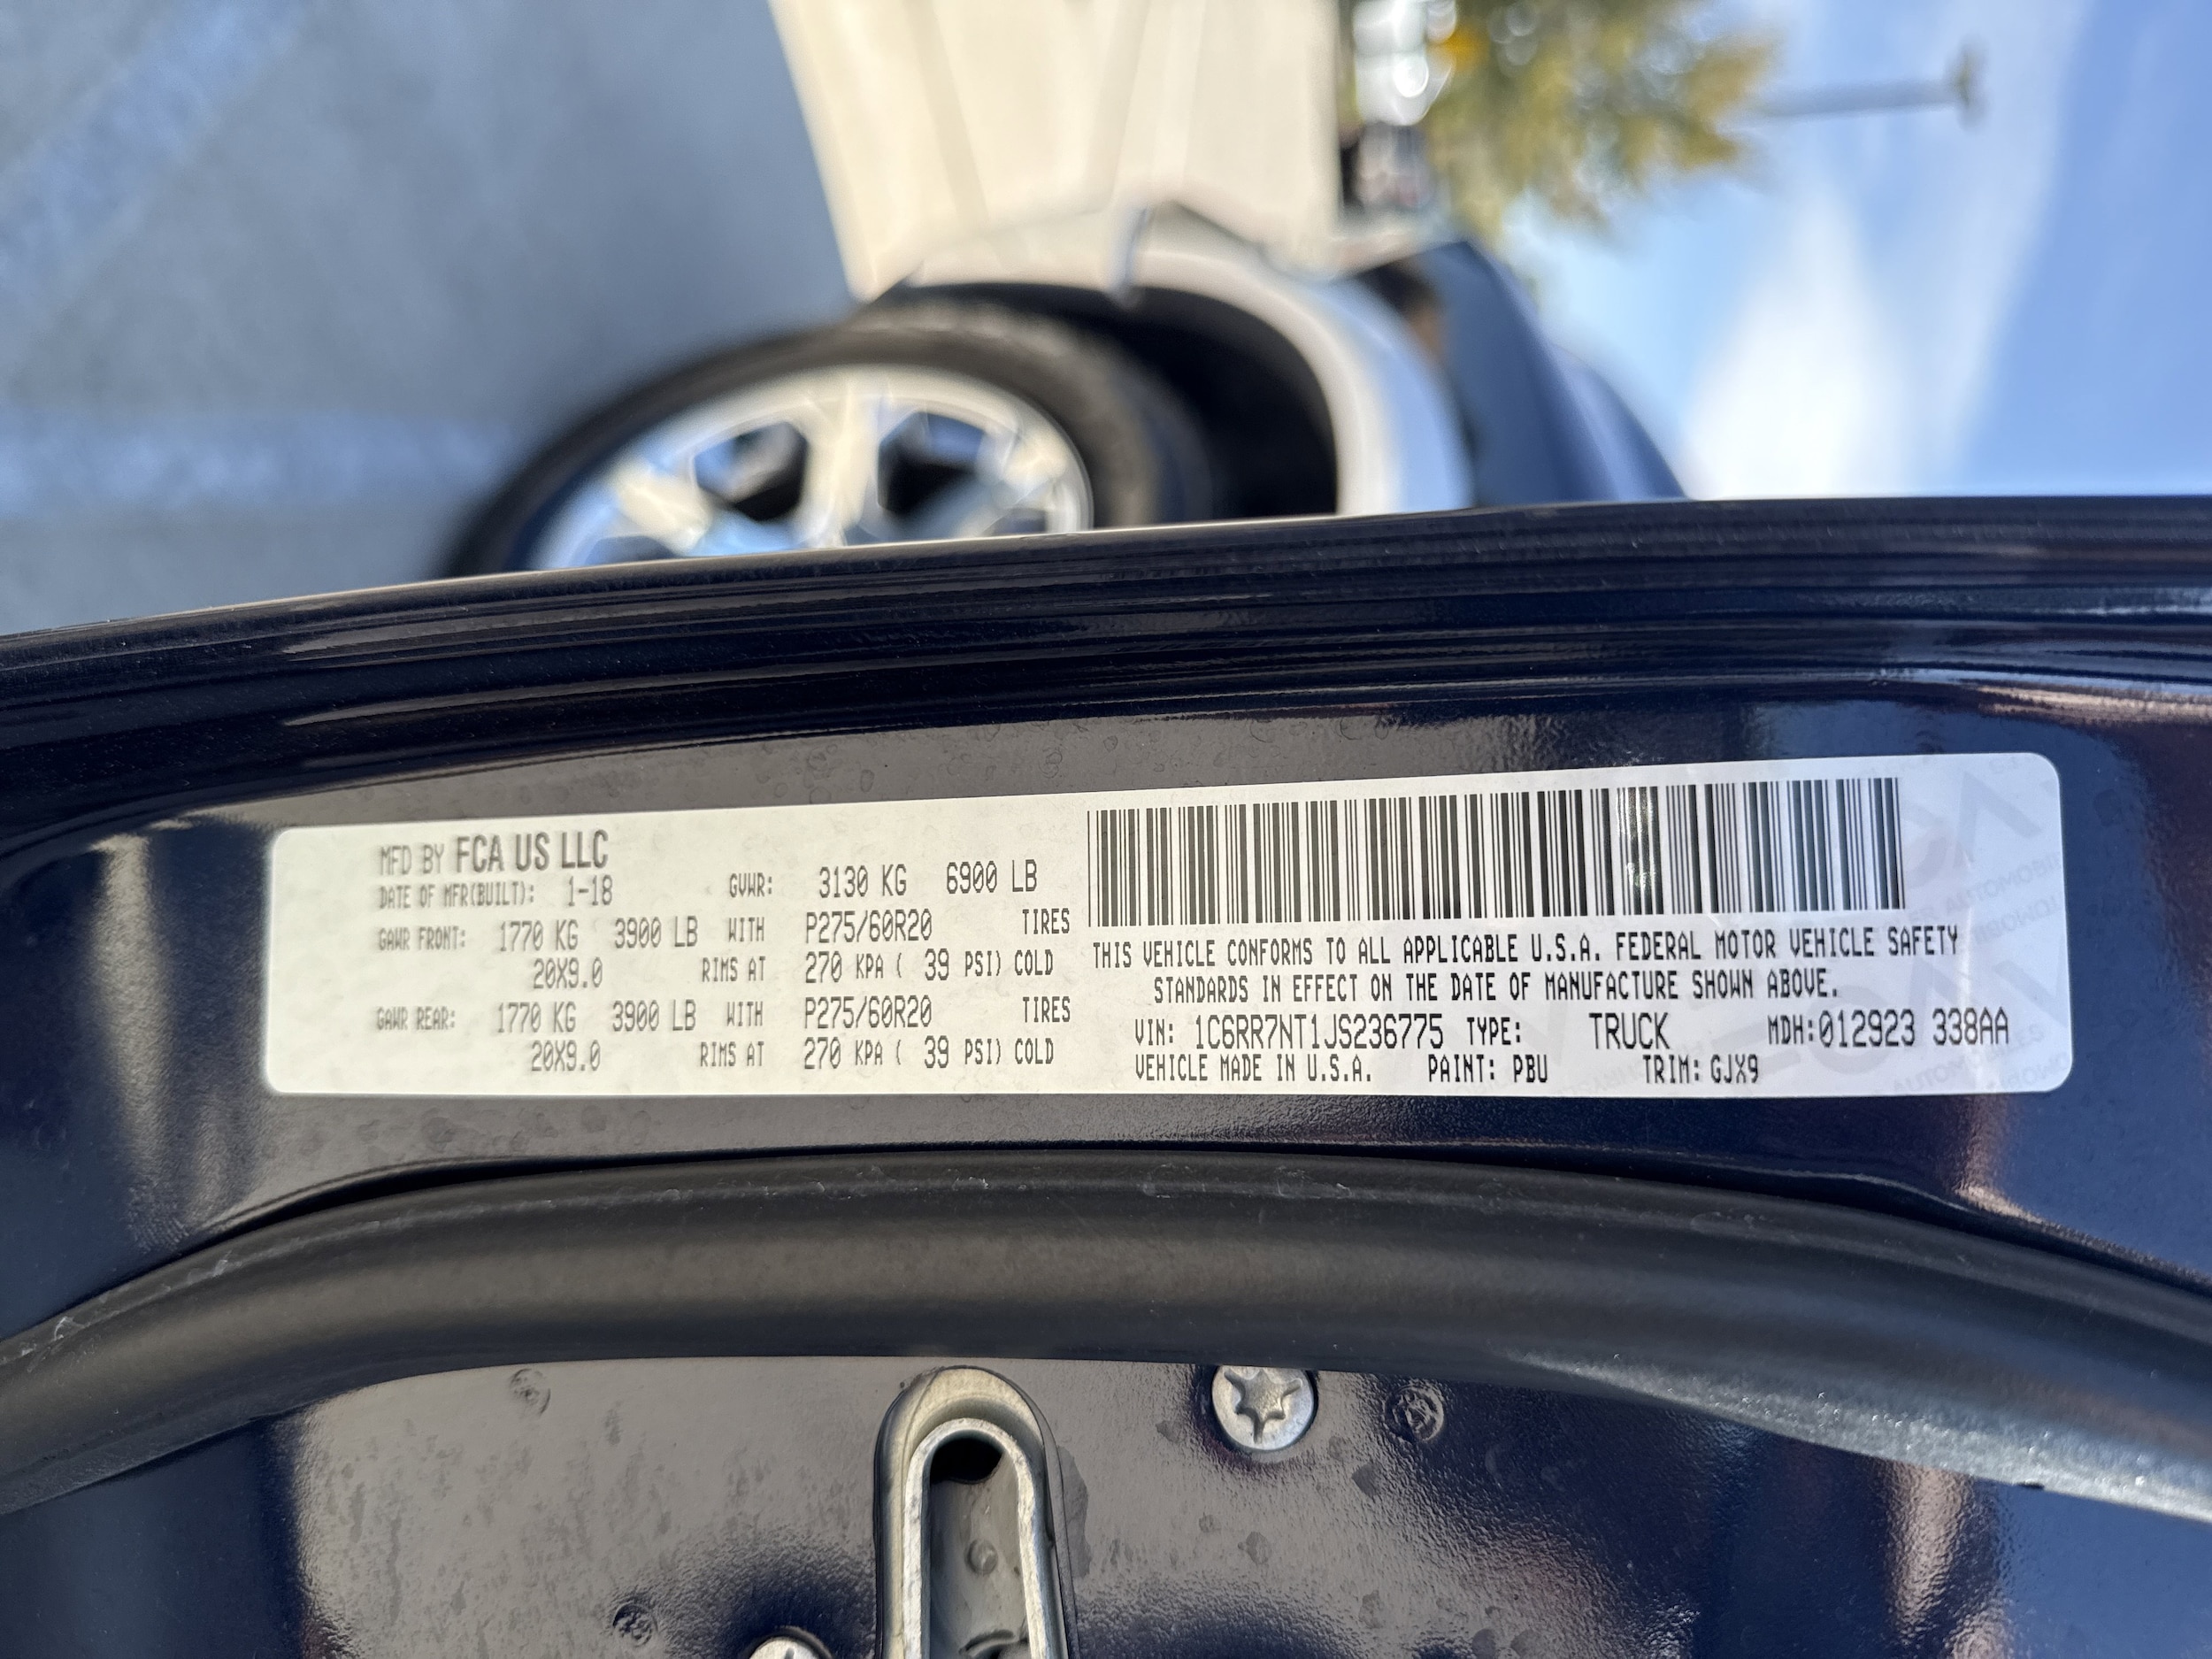 MFD BY FCA US LLC
DATE OF MFR(BUILT): 1-18 GVWR: 3130 KG 6900 LB
GAWR FRONT: 1770 KG 3900 LB WITH P275/60R20 TIRES
20X9.0 RIMS AT 270 KPA ( 39 PSI) COLD
GAWR REAR: 1770 KG 3900 LB WITH P275/60R20 TIRES
20X9.0 RIMS AT 270 KPA ( 39 PSI) COLD
THIS VEHICLE CONFORMS TO ALL APPLICABLE U.S.A. FEDERAL MOTOR VEHICLE SAFETY
STANDARDS IN EFFECT ON THE DATE OF MANUFACTURE SHOWN ABOVE.
VIN: 1C6RR7NT1JS236775 TYPE: TRUCK MDH:012923 338AA
VEHICLE MADE IN U.S.A. PAINT: PBU TRIM: GJX9